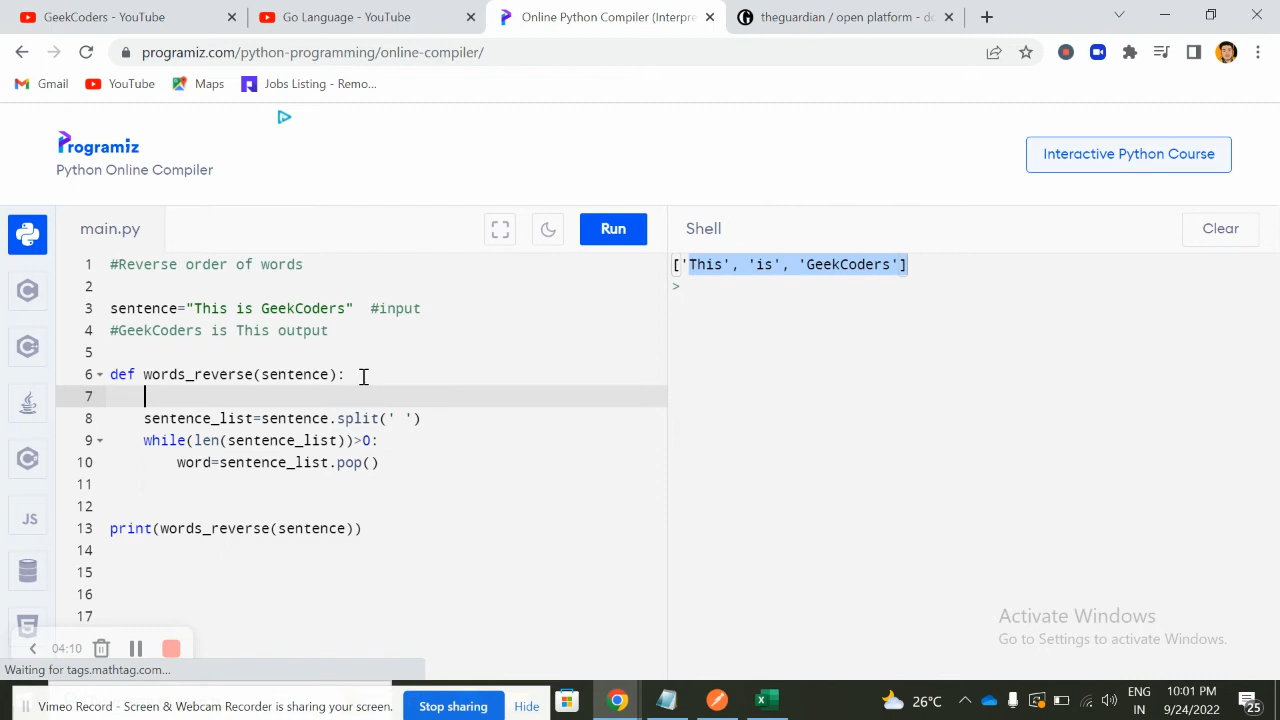 GeekCoders - YouTube
Go Language - YouTube
Online Python Compiler (Interpre
theguardian / open platform - do
programiz.com/python-programming/online-compiler/
Gmail
YouTube
Maps
Jobs Listing - Remo...
Programiz
Python Online Compiler
Interactive Python Course
main.py
Run
Shell
Clear
1 #Reverse order of words
2
3 sentence="This is GeekCoders"  #input
4 #GeekCoders is This output
5
6 def words_reverse(sentence):
7
8     sentence_list=sentence.split(' ')
9     while(len(sentence_list))>0:
10         word=sentence_list.pop()
11
12
13 print(words_reverse(sentence))
14
15
16
17
['This', 'is', 'GeekCoders']
>
JS
Activate Windows
Go to Settings to activate Windows.
04:10
Waiting for tags.mathtag.com...
Vimeo Record - Screen & Webcam Recorder is sharing your screen.
Stop sharing
Hide
26°C
ENG
IN
10:01 PM
9/24/2022
25